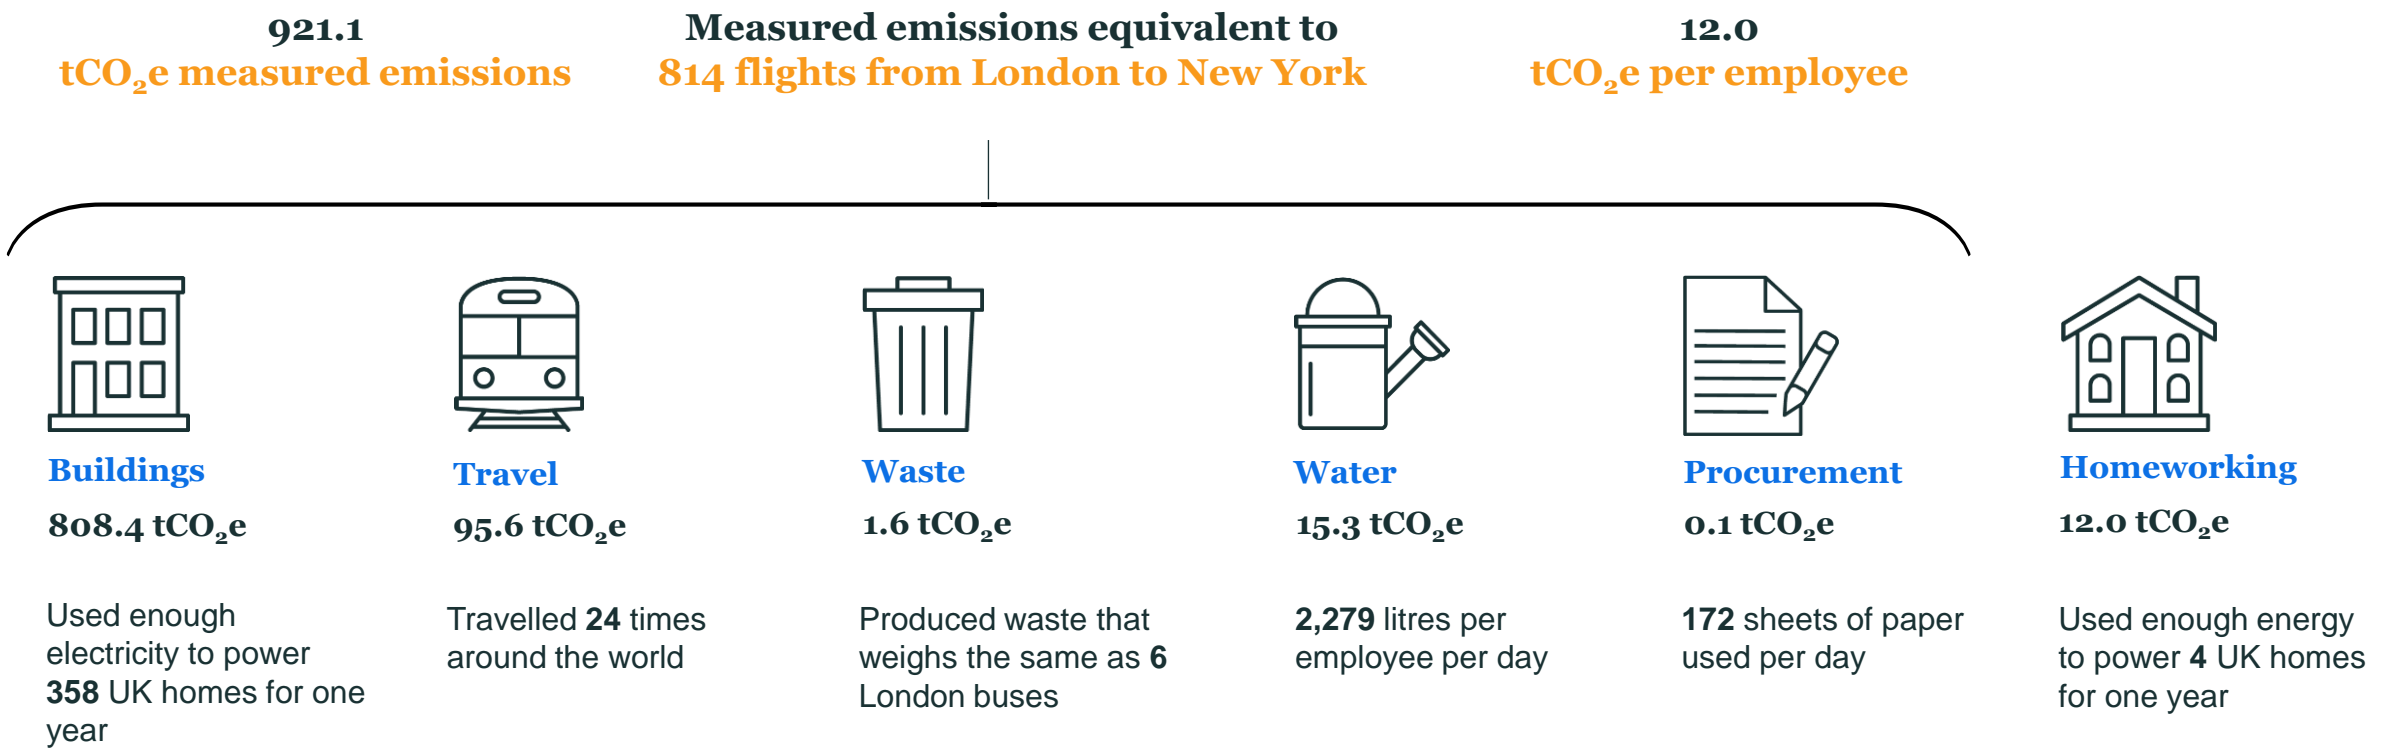 921.1
tCO₂e measured emissions
Measured emissions equivalent to
814 flights from London to New York
12.0
tCO₂e per employee
Buildings
808.4 tCO₂e
Used enough
electricity to power
358 UK homes for one
year
Travel
95.6 tCO₂e
Travelled 24 times
around the world
Waste
1.6 tCO₂e
Produced waste that
weighs the same as 6
London buses
Water
15.3 tCO₂e
2,279 litres per
employee per day
Procurement
0.1 tCO₂e
172 sheets of paper
used per day
Homeworking
12.0 tCO₂e
Used enough energy
to power 4 UK homes
for one year